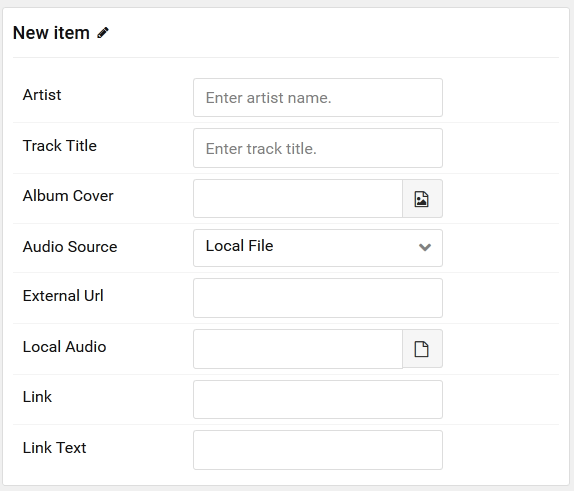 New item
Artist
Enter artist name.
Track Title
Enter track title.
Album Cover
Audio Source
Local File
External Url
Local Audio
Link
Link Text